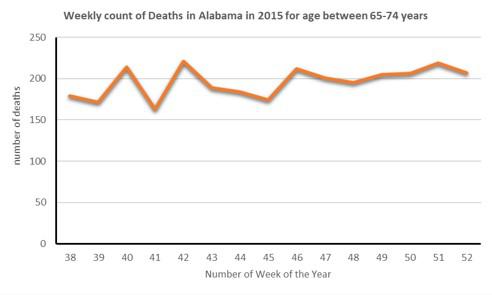 Weekly count of Deaths in Alabama in 2015 for age between 65-74 years
250
200
150
100
50
0
number of deaths
38 39 40 41 42 43 44 45 46 47 48 49 50 51 52
Number of Week of the Year